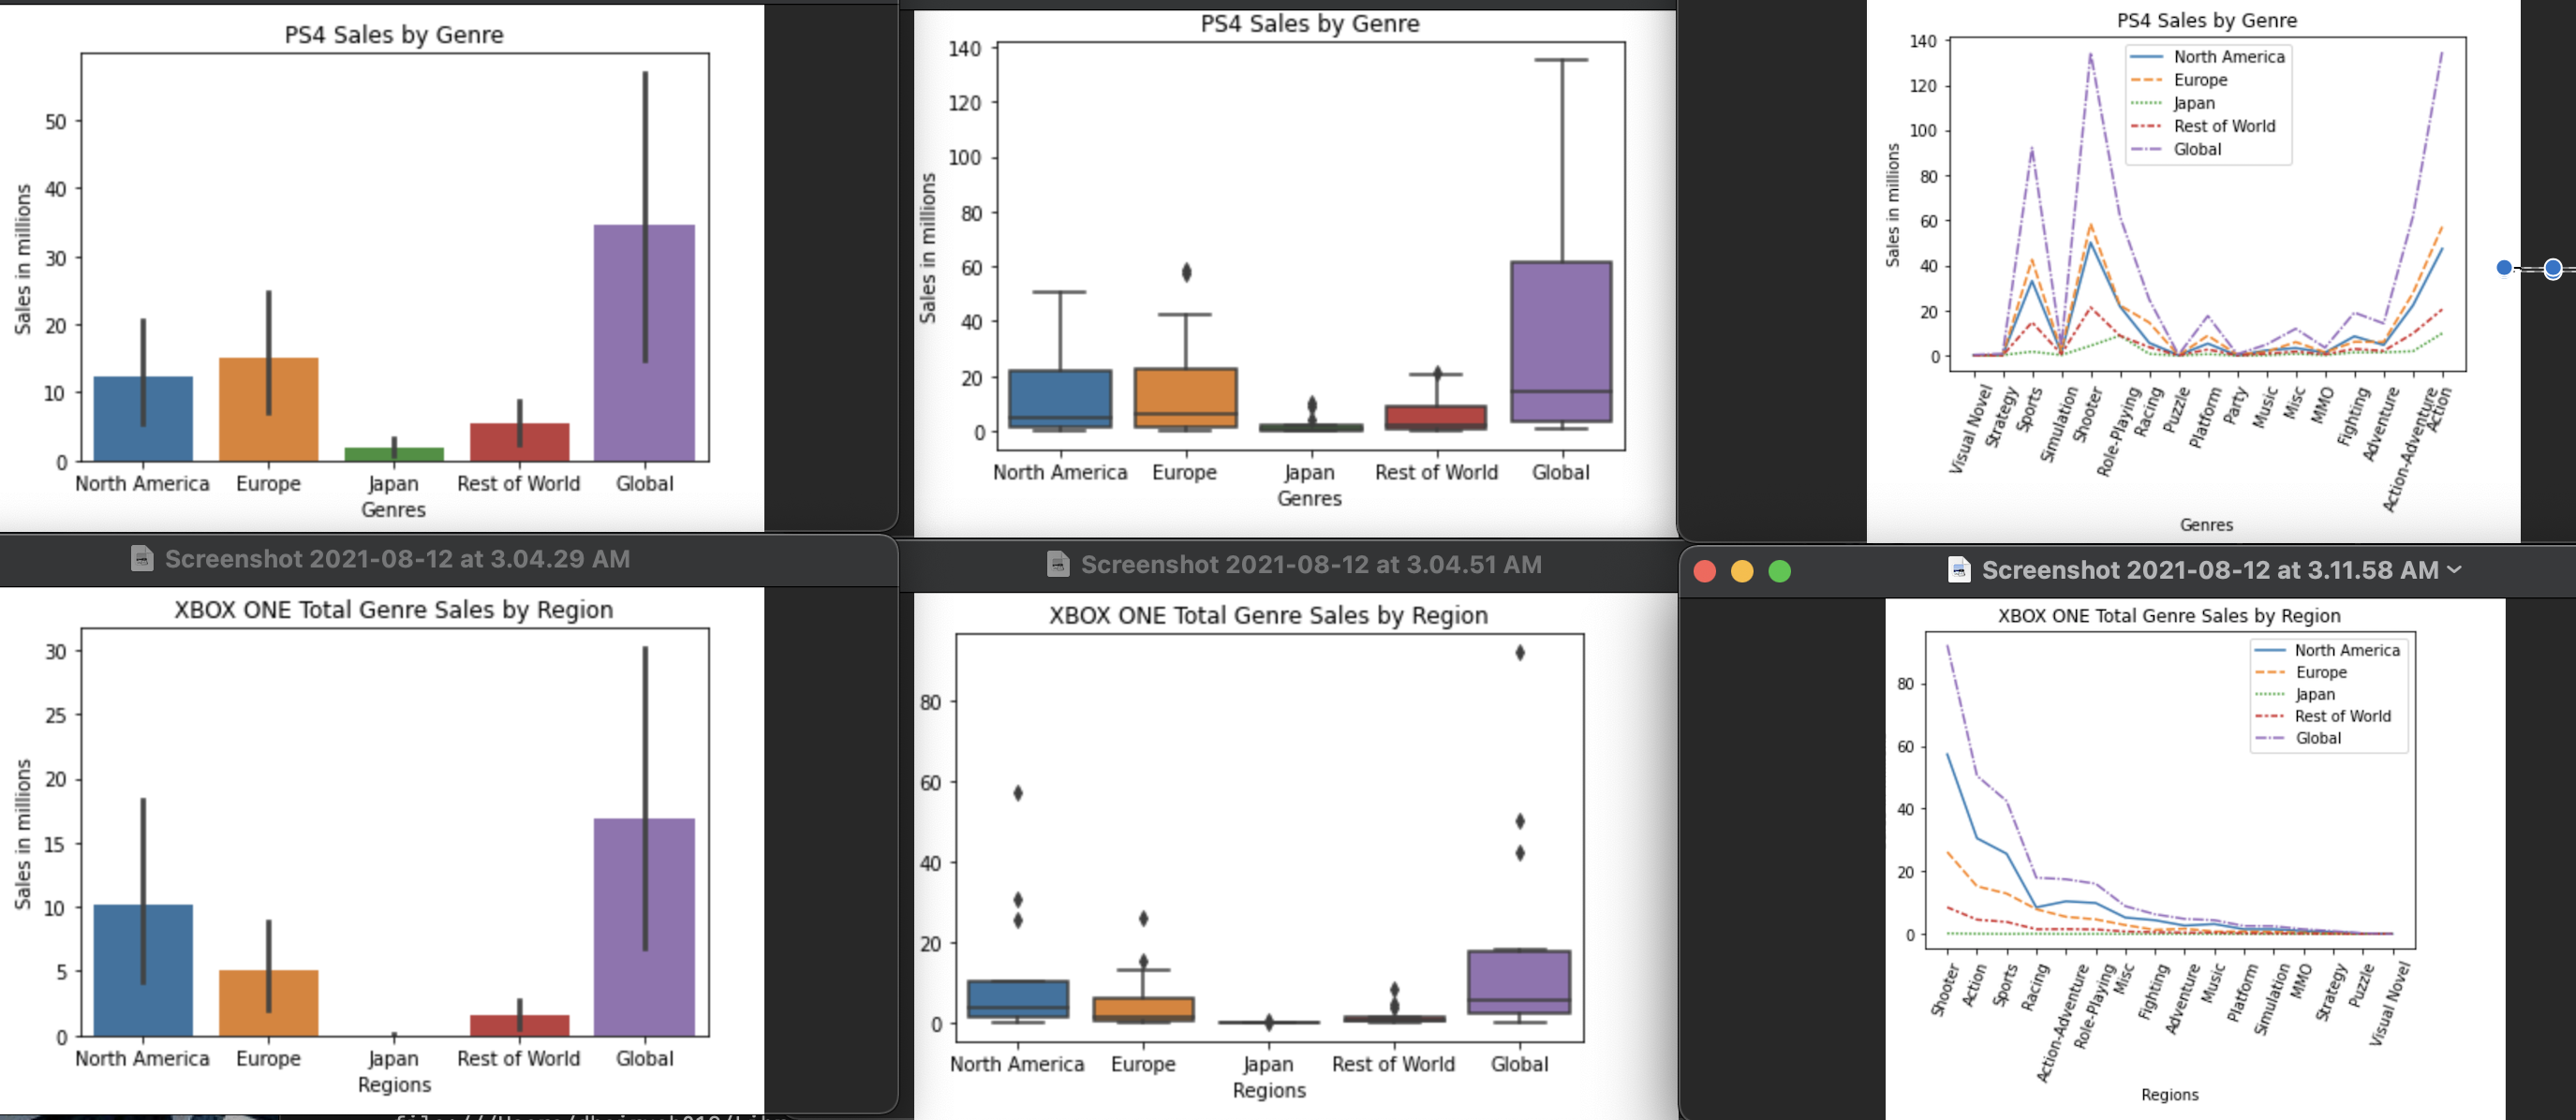 PS4 Sales by Genre
Sales in millions
50
40
30
20
10
0
North America Europe Japan Rest of World Global
Genres
PS4 Sales by Genre
Sales in millions
140
120
100
80
60
40
20
0
North America Europe Japan Rest of World Global
Genres
PS4 Sales by Genre
Sales in millions
140
120
100
80
60
40
20
0
North America
Europe
Japan
Rest of World
Global
Visual Novel Strategy Sports Simulation Shooter Role-Playing Racing Puzzle Platform Party Music Misc MMO Fighting Adventure Action-Adventure Action
Genres
Screenshot 2021-08-12 at 3.04.29 AM
XBOX ONE Total Genre Sales by Region
Sales in millions
30
25
20
15
10
5
0
North America Europe Japan Rest of World Global
Regions
Screenshot 2021-08-12 at 3.04.51 AM
XBOX ONE Total Genre Sales by Region
80
60
40
20
0
North America Europe Japan Rest of World Global
Regions
Screenshot 2021-08-12 at 3.11.58 AM
XBOX ONE Total Genre Sales by Region
80
60
40
20
0
North America
Europe
Japan
Rest of World
Global
Shooter Action Sports Racing Action-Adventure Role-Playing Misc Fighting Adventure Music Platform Simulation MMO Strategy Puzzle Visual Novel
Regions